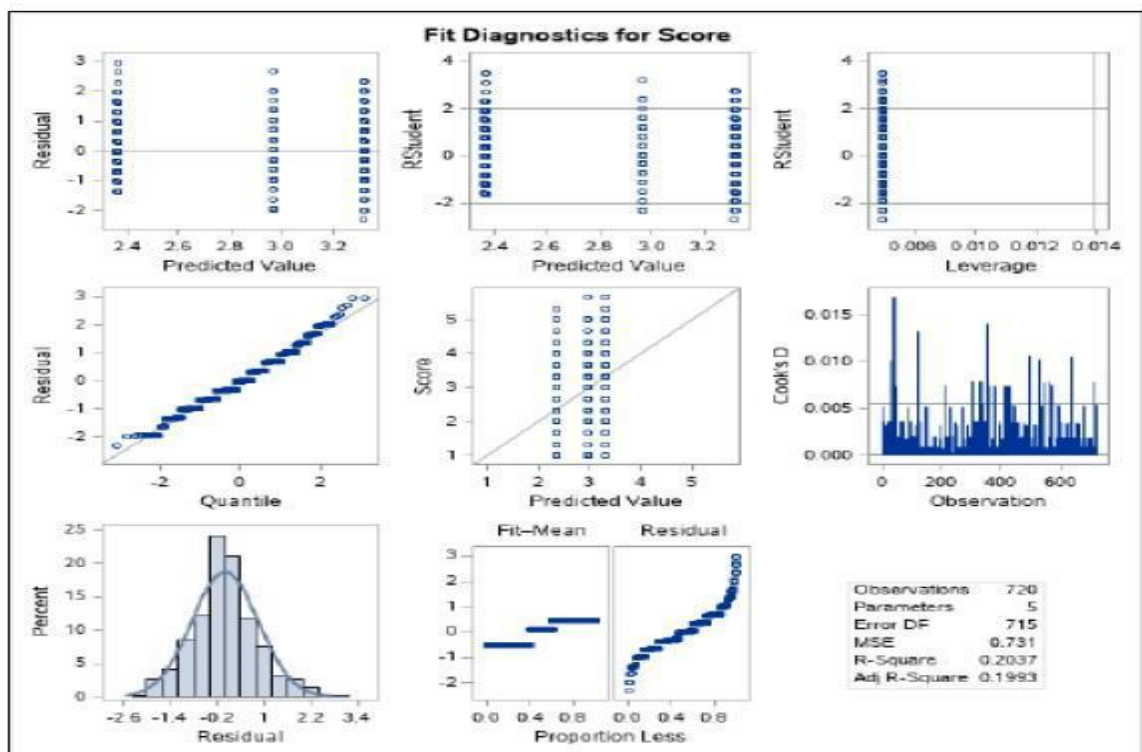 Fit Diagnostics for Score
Residual
3
2
1
0
-1
-2
2.4 2.6 2.8 3.0 3.2
Predicted Value
RStudent
4
2
0
-2
2.4 2.6 2.8 3.0 3.2
Predicted Value
RStudent
4
2
0
-2
0.008 0.010 0.012 0.014
Leverage
Residual
3
2
1
0
-1
-2
-2 0 2
Quantile
Score
5
4
3
2
1
1 2 3 4 5
Predicted Value
Cook's D
0.015
0.010
0.005
0.000
0 200 400 600
Observation
Percent
25
20
15
10
5
0
-2.6 -1.4 -0.2 1 2.2 3.4
Residual
Fit–Mean Residual
3
2
1
0
-1
-2
0.0 0.4 0.8 0.0 0.4 0.8
Proportion Less
Observations 720
Parameters 5
Error DF 715
MSE 0.731
R-Square 0.2037
Adj R-Square 0.1993